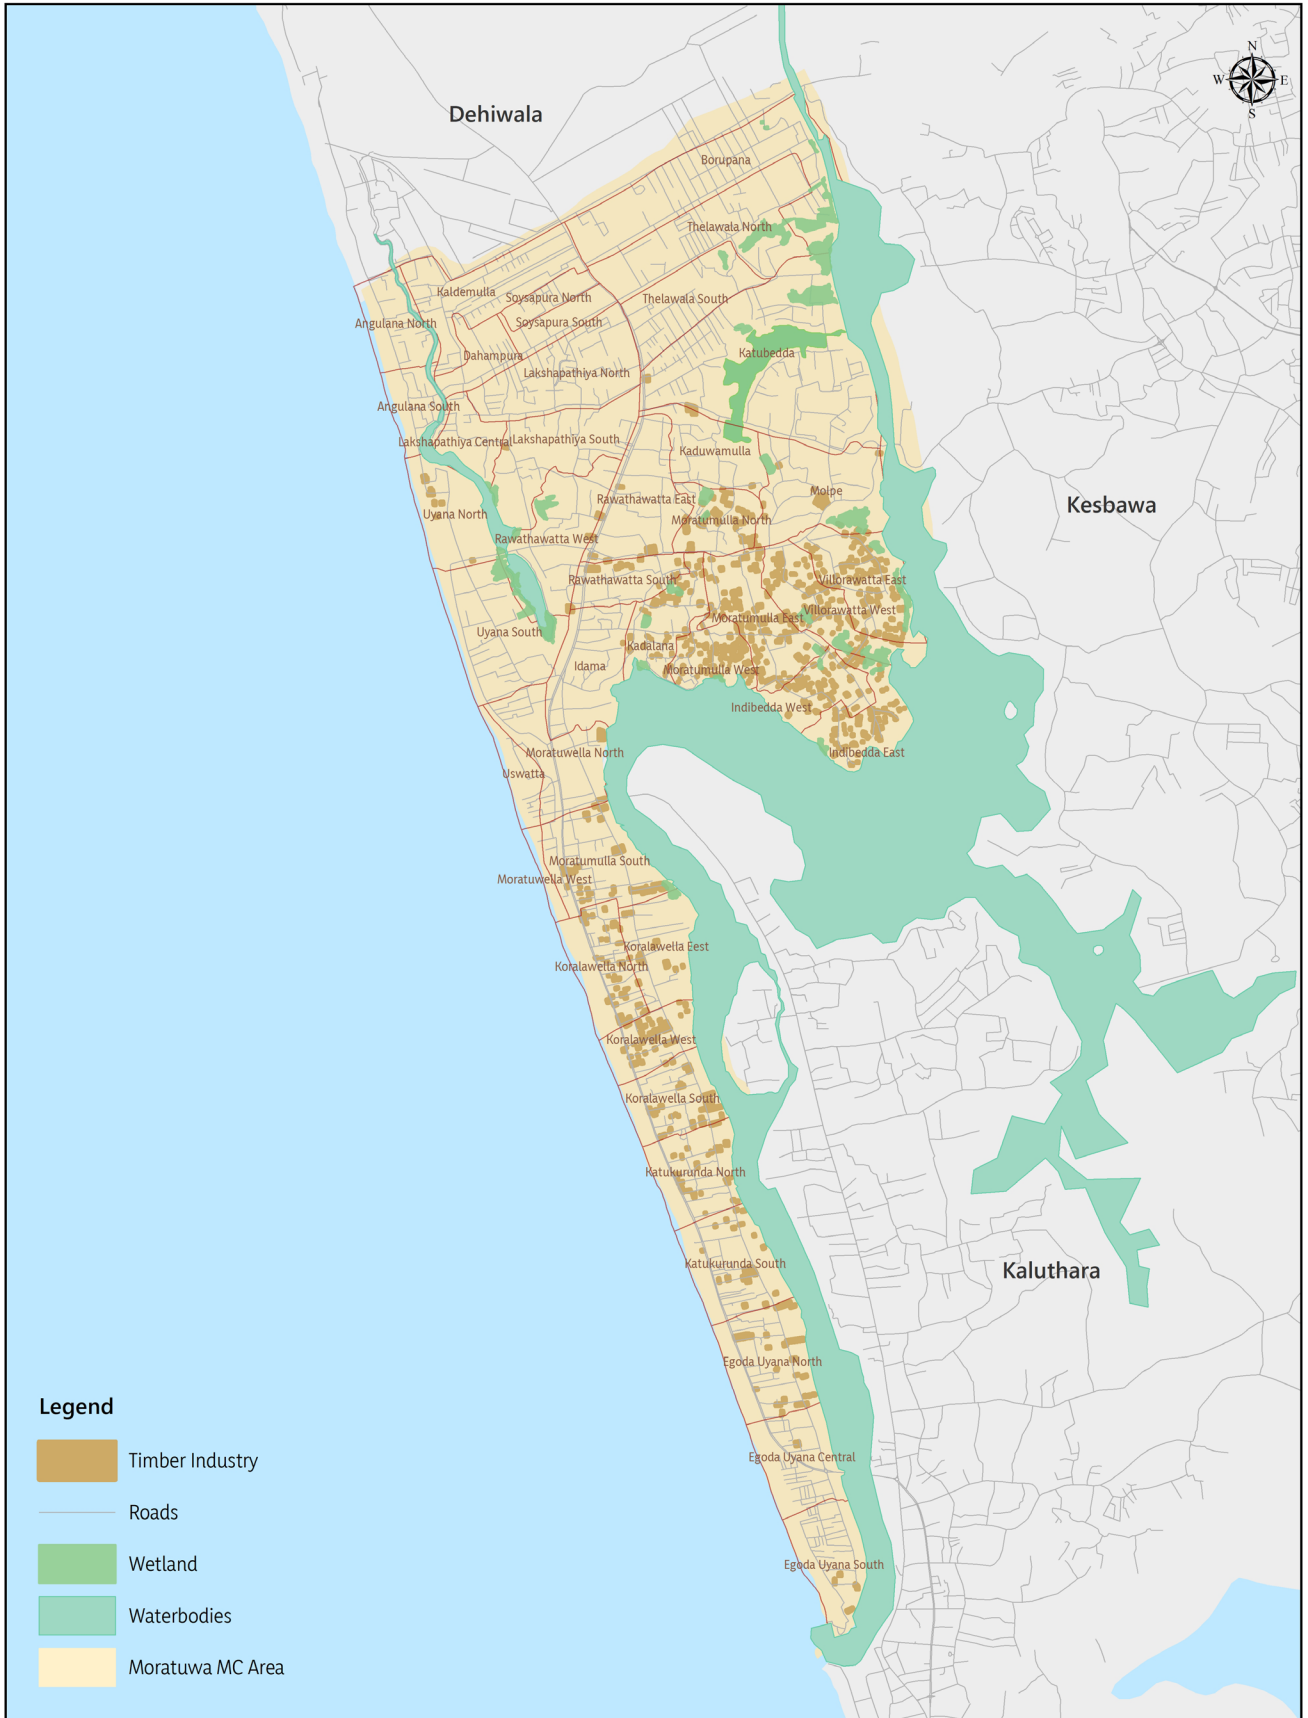 N
W
E
S
Dehiwala
Borupana
Thelawala North
Kaldemulla
Soysapura North
Thelawala South
Angulana North
Soysapura South
Dahampura
Katubedda
Lakshapathiya North
Angulana South
Lakshapathiya Central
Lakshapathiya South
Kaduwamulla
Molpe
Rawathawatta East
Kesbawa
Uyana North
Moratumulla North
Rawathawatta West
Rawathawatta South
Villorawatta East
Villorawatta West
Moratumulla East
Uyana South
Kadalana
Idama
Moratumulla West
Indibedda West
Moratuwella North
Indibedda East
Uswatta
Moratumulla South
Moratuwella West
Koralawella Eest
Koralawella North
Koralawella West
Koralawella South
Katukurunda North
Katukurunda South
Kaluthara
Egoda Uyana North
Egoda Uyana Central
Egoda Uyana South
Legend
Timber Industry
Roads
Wetland
Waterbodies
Moratuwa MC Area